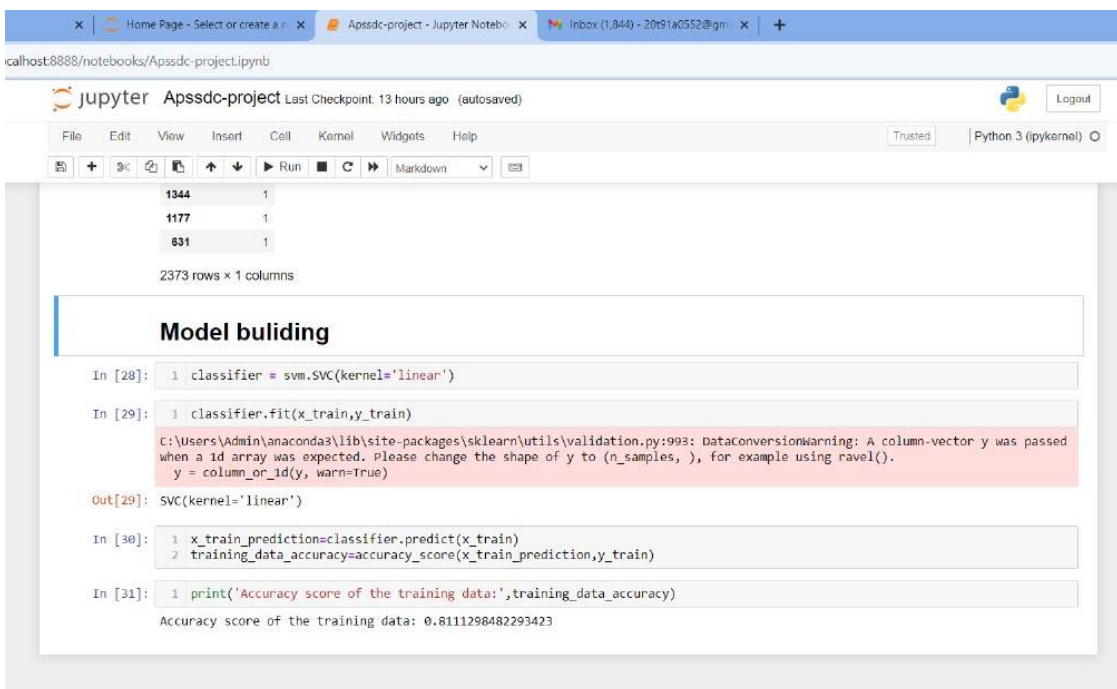 Home Page - Select or create a n
Apssdc-project - Jupyter Notebo
Inbox (1,844) - 20t91a0552@gm
calhost:8888/notebooks/Apssdc-project.ipynb
jupyter Apssdc-project Last Checkpoint: 13 hours ago (autosaved)
Logout
File Edit View Insert Cell Kernel Widgets Help
Trusted
Python 3 (ipykernel)
Run
Markdown
1344 1
1177 1
631 1
2373 rows × 1 columns
Model buliding
In [28]: 1 classifier = svm.SVC(kernel='linear')
In [29]: 1 classifier.fit(x_train,y_train)
C:\Users\Admin\anaconda3\lib\site-packages\sklearn\utils\validation.py:993: DataConversionWarning: A column-vector y was passed
when a 1d array was expected. Please change the shape of y to (n_samples, ), for example using ravel().
y = column_or_1d(y, warn=True)
Out[29]: SVC(kernel='linear')
In [30]: 1 x_train_prediction=classifier.predict(x_train)
2 training_data_accuracy=accuracy_score(x_train_prediction,y_train)
In [31]: 1 print('Accuracy score of the training data:',training_data_accuracy)
Accuracy score of the training data: 0.8111298482293423